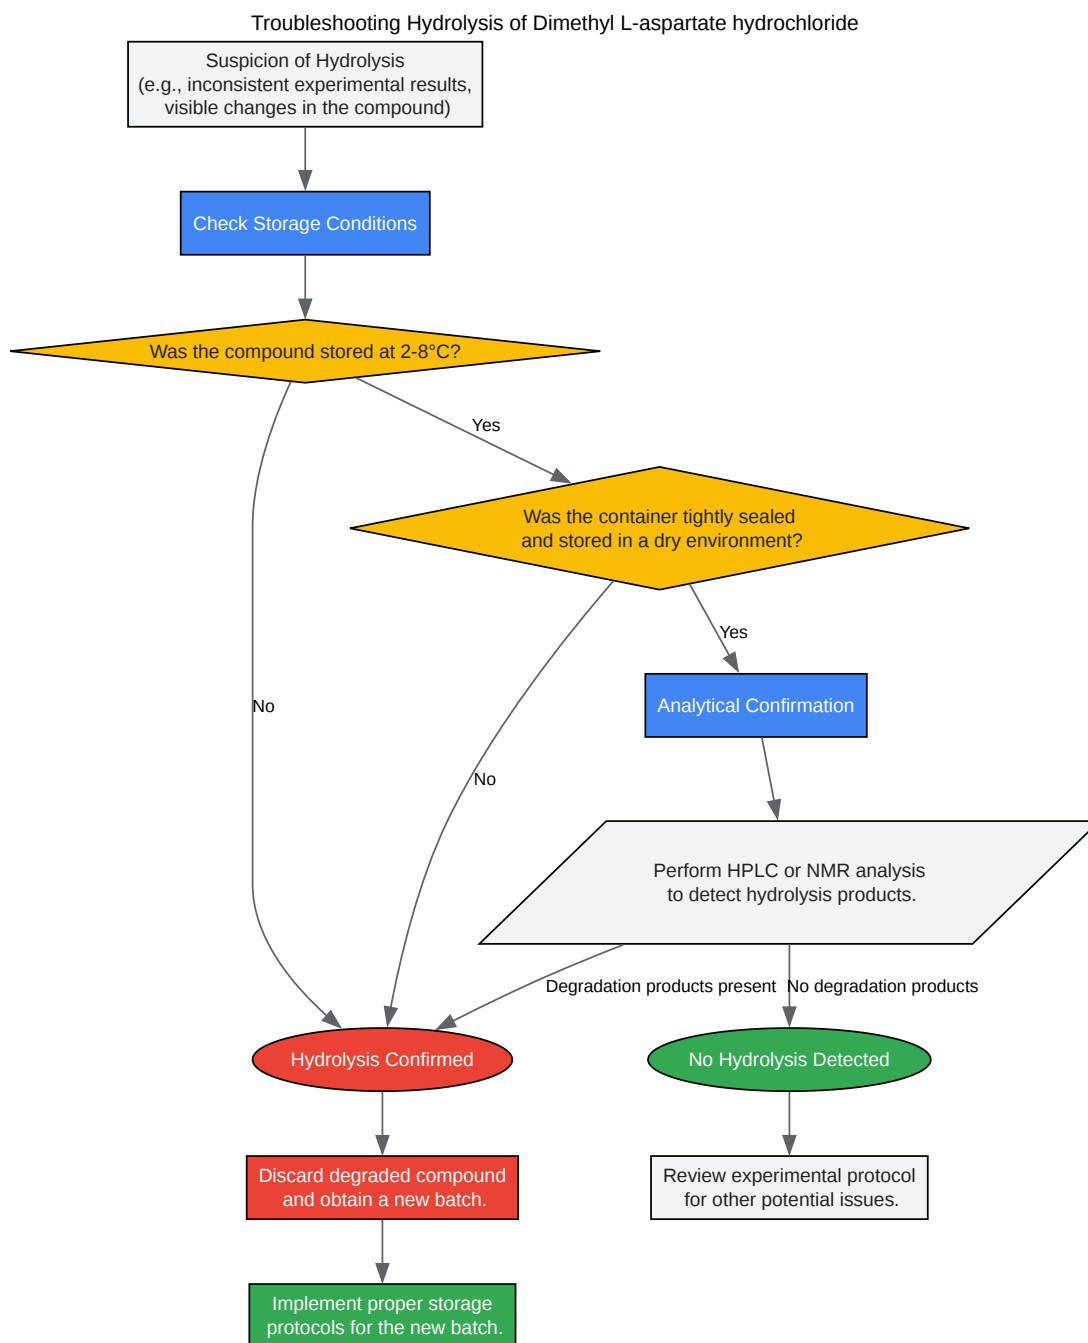 Troubleshooting Hydrolysis of Dimethyl L-aspartate hydrochloride
Suspicion of Hydrolysis
(e.g., inconsistent experimental results,
visible changes in the compound)
Check Storage Conditions
Was the compound stored at 2-8°C?
Yes
Was the container tightly sealed
and stored in a dry environment?
Yes
Analytical Confirmation
No
No
Perform HPLC or NMR analysis
to detect hydrolysis products.
Degradation products present
No degradation products
Hydrolysis Confirmed
No Hydrolysis Detected
Discard degraded compound
and obtain a new batch.
Review experimental protocol
for other potential issues.
Implement proper storage
protocols for the new batch.